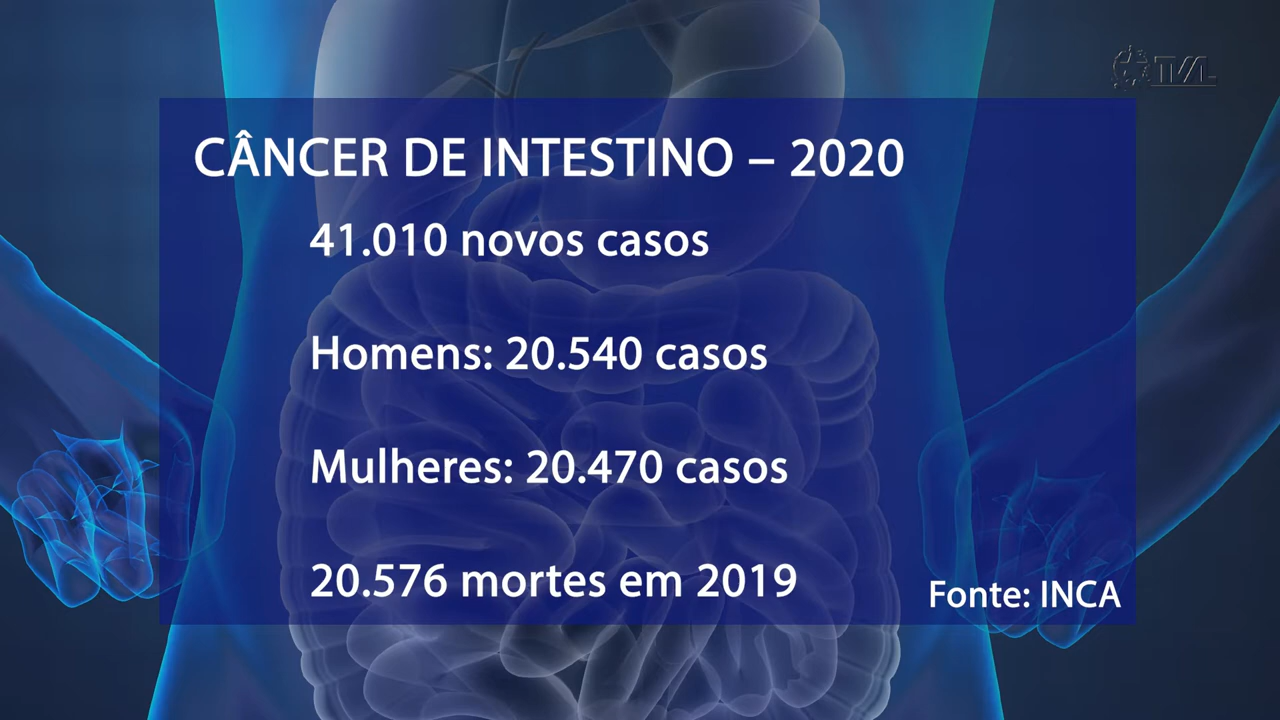 TVAL
CÂNCER DE INTESTINO – 2020
41.010 novos casos
Homens: 20.540 casos
Mulheres: 20.470 casos
20.576 mortes em 2019
Fonte: INCA